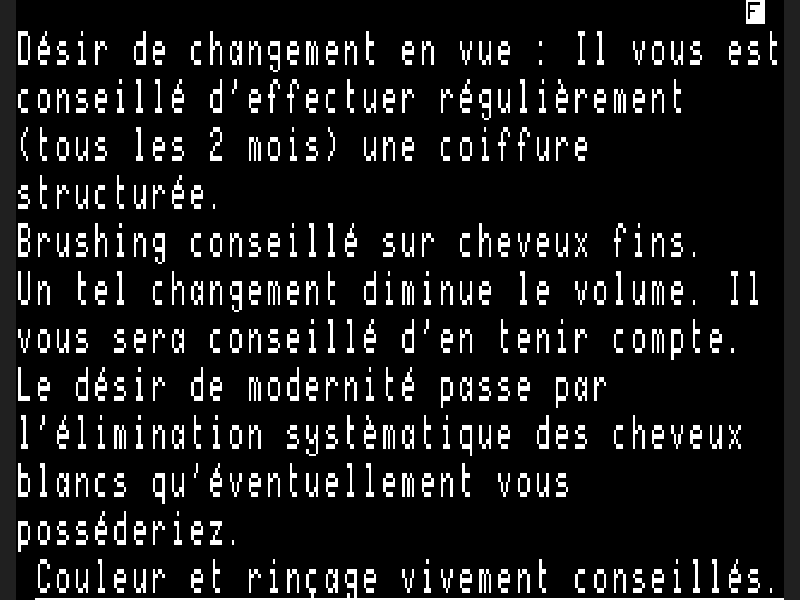 F
Désir de changement en vue : Il vous est
conseillé d'effectuer régulièrement
(tous les 2 mois) une coiffure
structurée.
Brushing conseillé sur cheveux fins.
Un tel changement diminue le volume. Il
vous sera conseillé d'en tenir compte.
Le désir de modernité passe par
l'élimination systèmatique des cheveux
blancs qu'éventuellement vous
posséderiez.
Couleur et rinçage vivement conseillés.